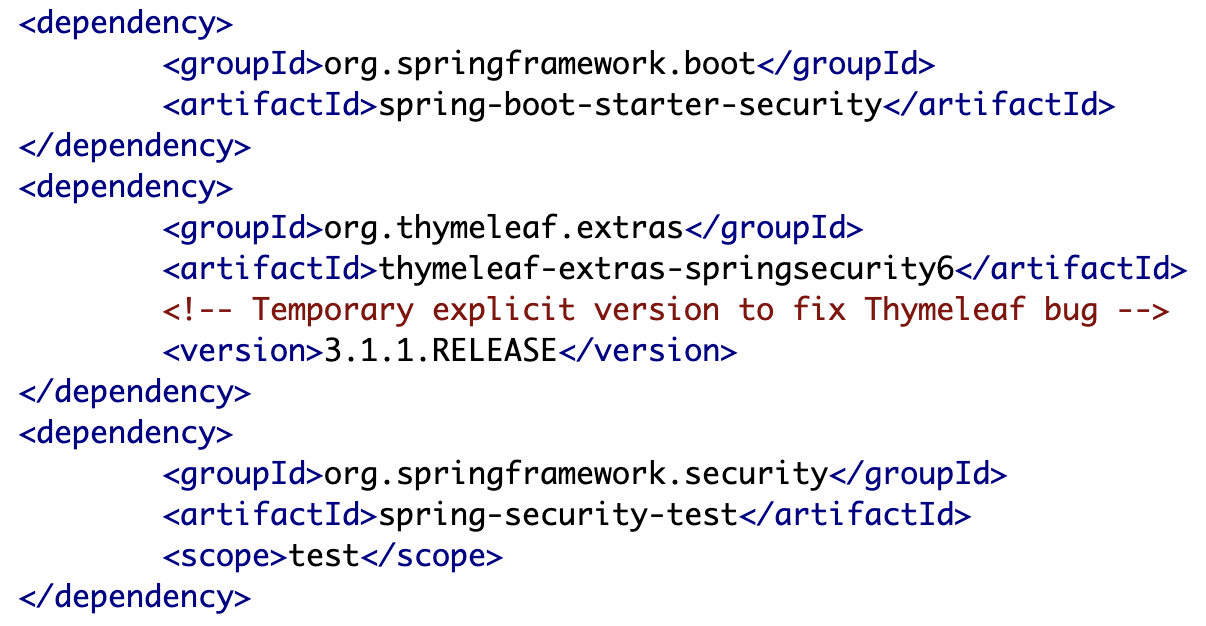 <dependency>
        <groupId>org.springframework.boot</groupId>
        <artifactId>spring-boot-starter-security</artifactId>
</dependency>
<dependency>
        <groupId>org.thymeleaf.extras</groupId>
        <artifactId>thymeleaf-extras-springsecurity6</artifactId>
        <!-- Temporary explicit version to fix Thymeleaf bug -->
        <version>3.1.1.RELEASE</version>
</dependency>
<dependency>
        <groupId>org.springframework.security</groupId>
        <artifactId>spring-security-test</artifactId>
        <scope>test</scope>
</dependency>